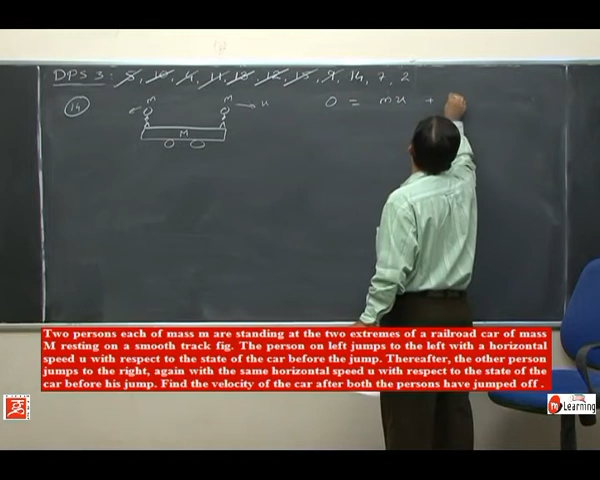 DPS 3 : 8, 10, 4, 11, 13, 12, 15, 9, 14, 7, 2
14
m
m
u
M
0 = mu +
Two persons each of mass m are standing at the two extremes of a railroad car of mass
M resting on a smooth track fig. The person on left jumps to the left with a horizontal
speed u with respect to the state of the car before the jump. Thereafter, the other person
jumps to the right, again with the same horizontal speed u with respect to the state of the
car before his jump. Find the velocity of the car after both the persons have jumped off .
Learning